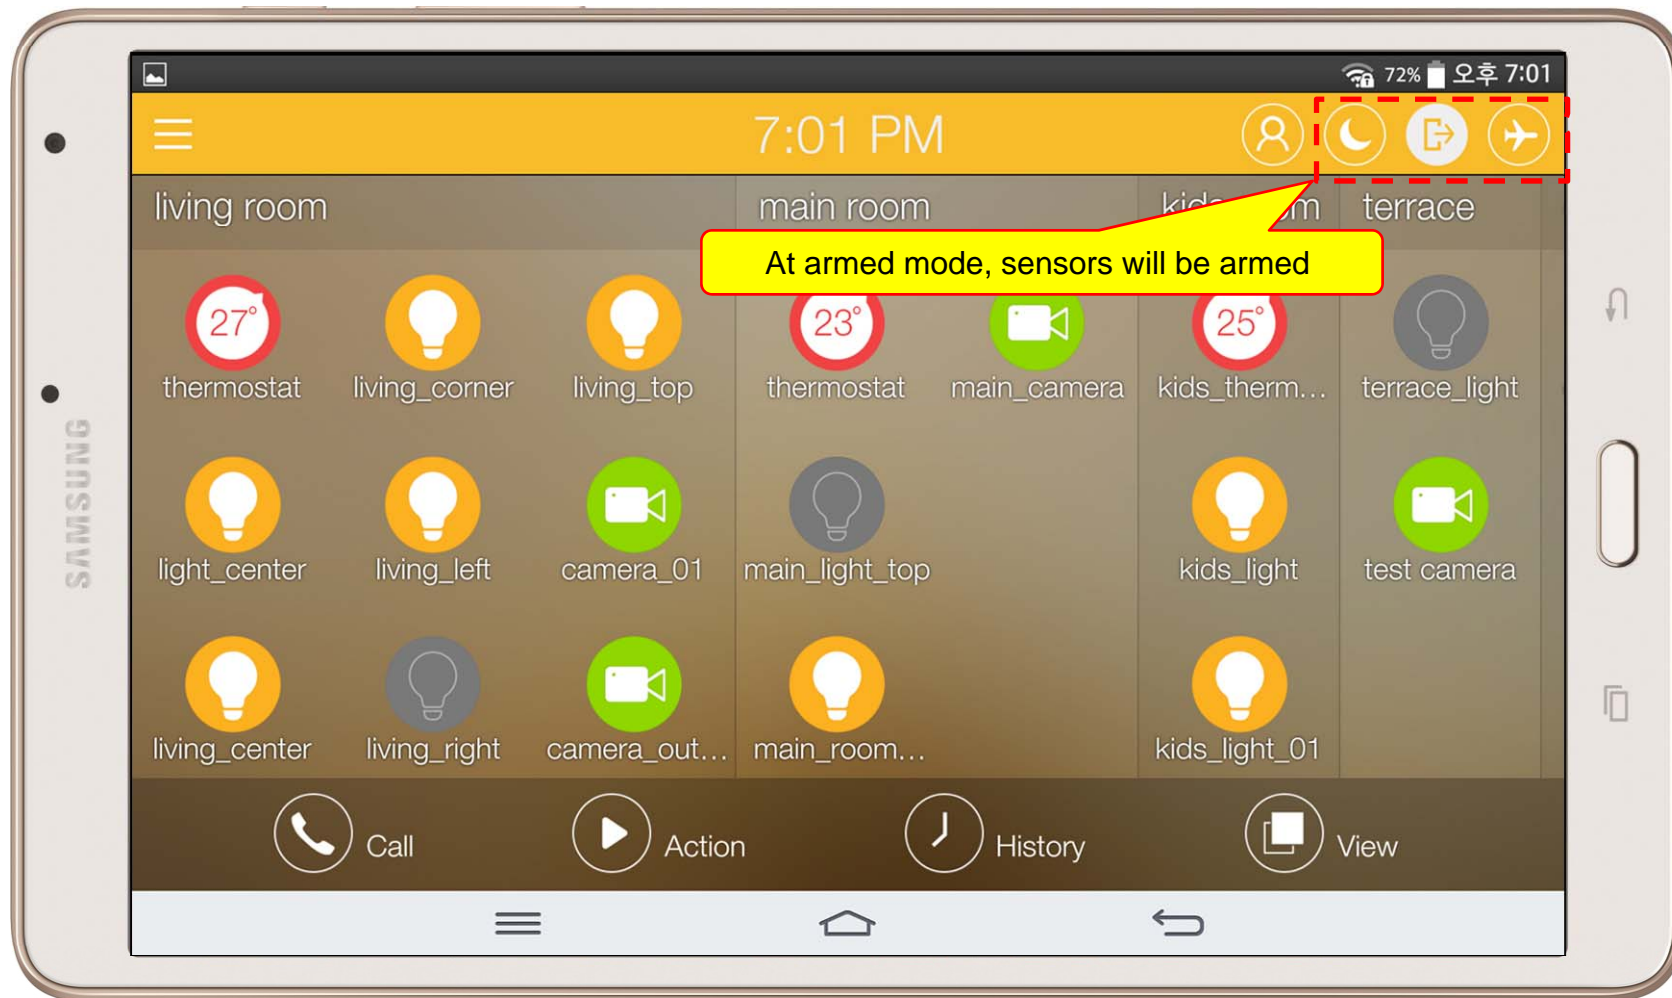 72% 오후 7:01
7:01 PM
living room
main room
terrace
At armed mode, sensors will be armed
27°
23°
25°
thermostat
living_corner
living_top
thermostat
main_camera
kids_therm...
terrace_light
light_center
living_left
camera_01
main_light_top
kids_light
test camera
living_center
living_right
camera_out...
main_room...
kids_light_01
Call
Action
History
View
SAMSUNG